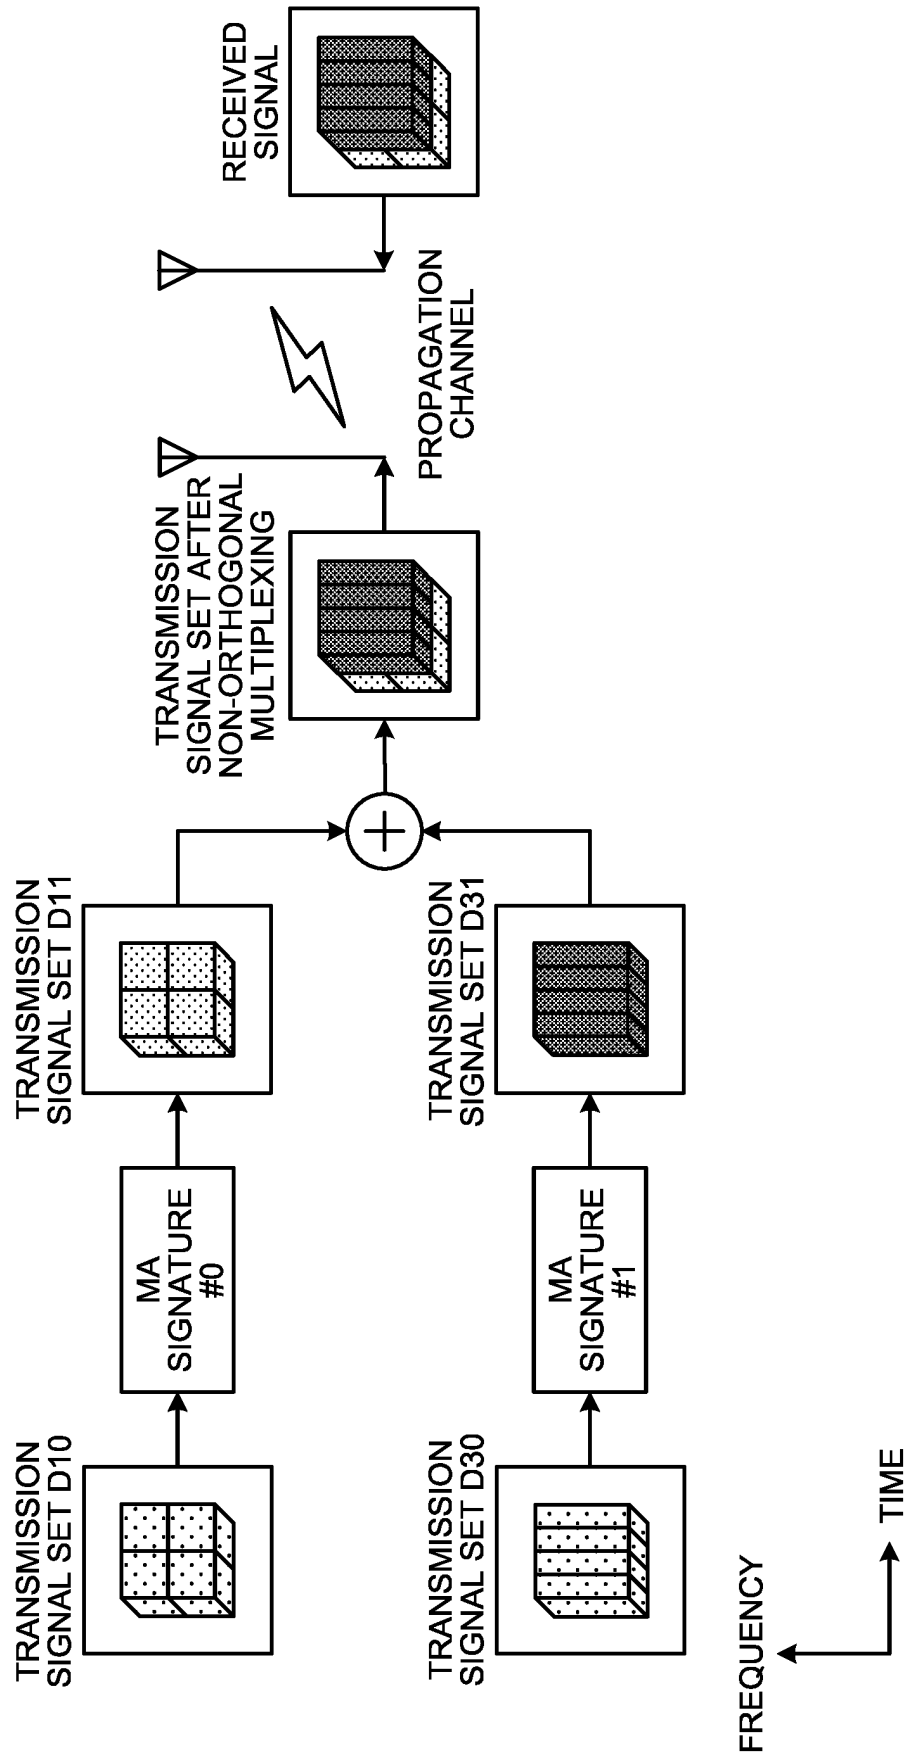 TRANSMISSION
SIGNAL SET D10
MA
SIGNATURE
#0
TRANSMISSION
SIGNAL SET D11
TRANSMISSION
SIGNAL SET D30
MA
SIGNATURE
#1
TRANSMISSION
SIGNAL SET D31
TRANSMISSION
SIGNAL SET AFTER
NON-ORTHOGONAL
MULTIPLEXING
PROPAGATION
CHANNEL
RECEIVED
SIGNAL
FREQUENCY
TIME